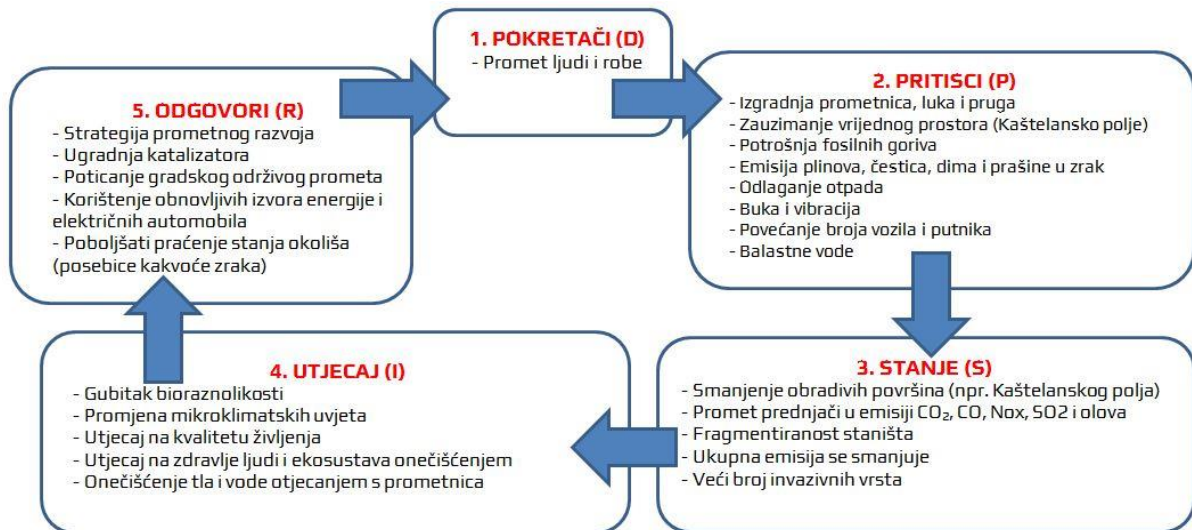 1. POKRETAČI (D)
- Promet ljudi i robe
2. PRITISCI (P)
- Izgradnja prometnica, luka i pruga
- Zauzimanje vrijednog prostora (Kaštelansko polje)
- Potrošnja fosilnih goriva
- Emisija plinova, čestica, dima i prašine u zrak
- Odlaganje otpada
- Buka i vibracija
- Povećanje broja vozila i putnika
- Balastne vode
3. STANJE (S)
- Smanjenje obradivih površina (npr. Kaštelanskog polja)
- Promet prednjači u emisiji CO₂, CO, Nox, SO2 i olova
- Fragmentiranost staništa
- Ukupna emisija se smanjuje
- Veći broj invazivnih vrsta
4. UTJECAJ (I)
- Gubitak bioraznolikosti
- Promjena mikroklimatskih uvjeta
- Utjecaj na kvalitetu življenja
- Utjecaj na zdravlje ljudi i ekosustava onečišćenjem
- Onečišćenje tla i vode otjecanjem s prometnica
5. ODGOVORI (R)
- Strategija prometnog razvoja
- Ugradnja katalizatora
- Poticanje gradskog održivog prometa
- Korištenje obnovljivih izvora energije i
električnih automobila
- Poboljšati praćenje stanja okoliša
(posebice kakvoće zraka)